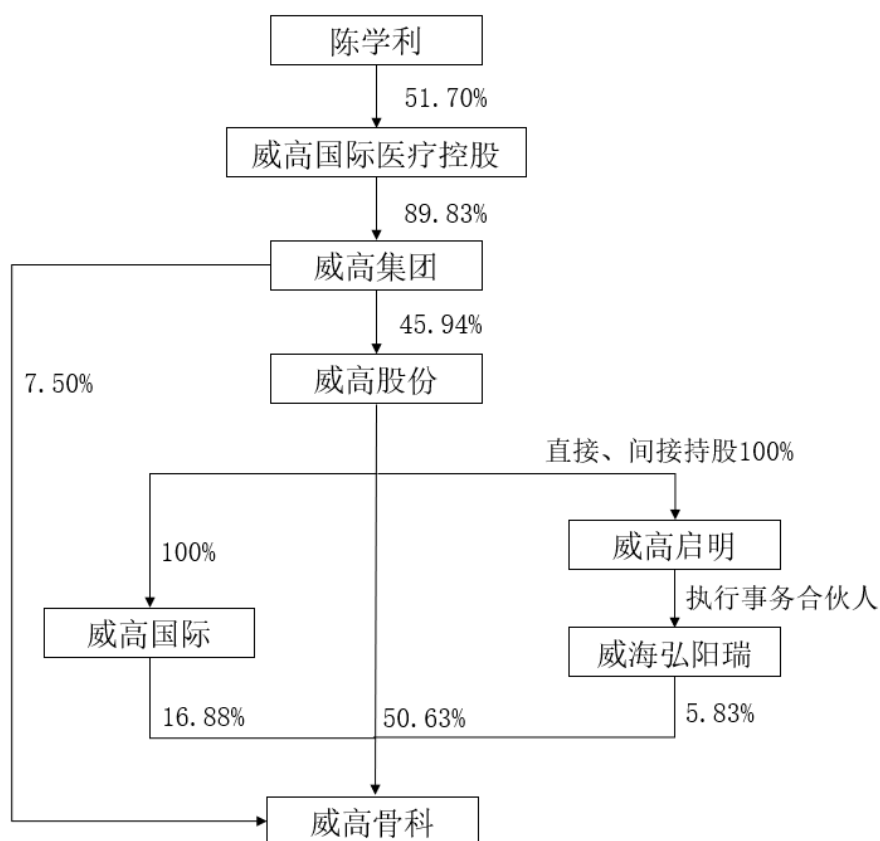 陈学利
51.70%
威高国际医疗控股
89.83%
威高集团
45.94%
7.50%
威高股份
直接、间接持股100%
100%
威高启明
执行事务合伙人
威高国际
威海弘阳瑞
16.88%
50.63%
5.83%
威高骨科